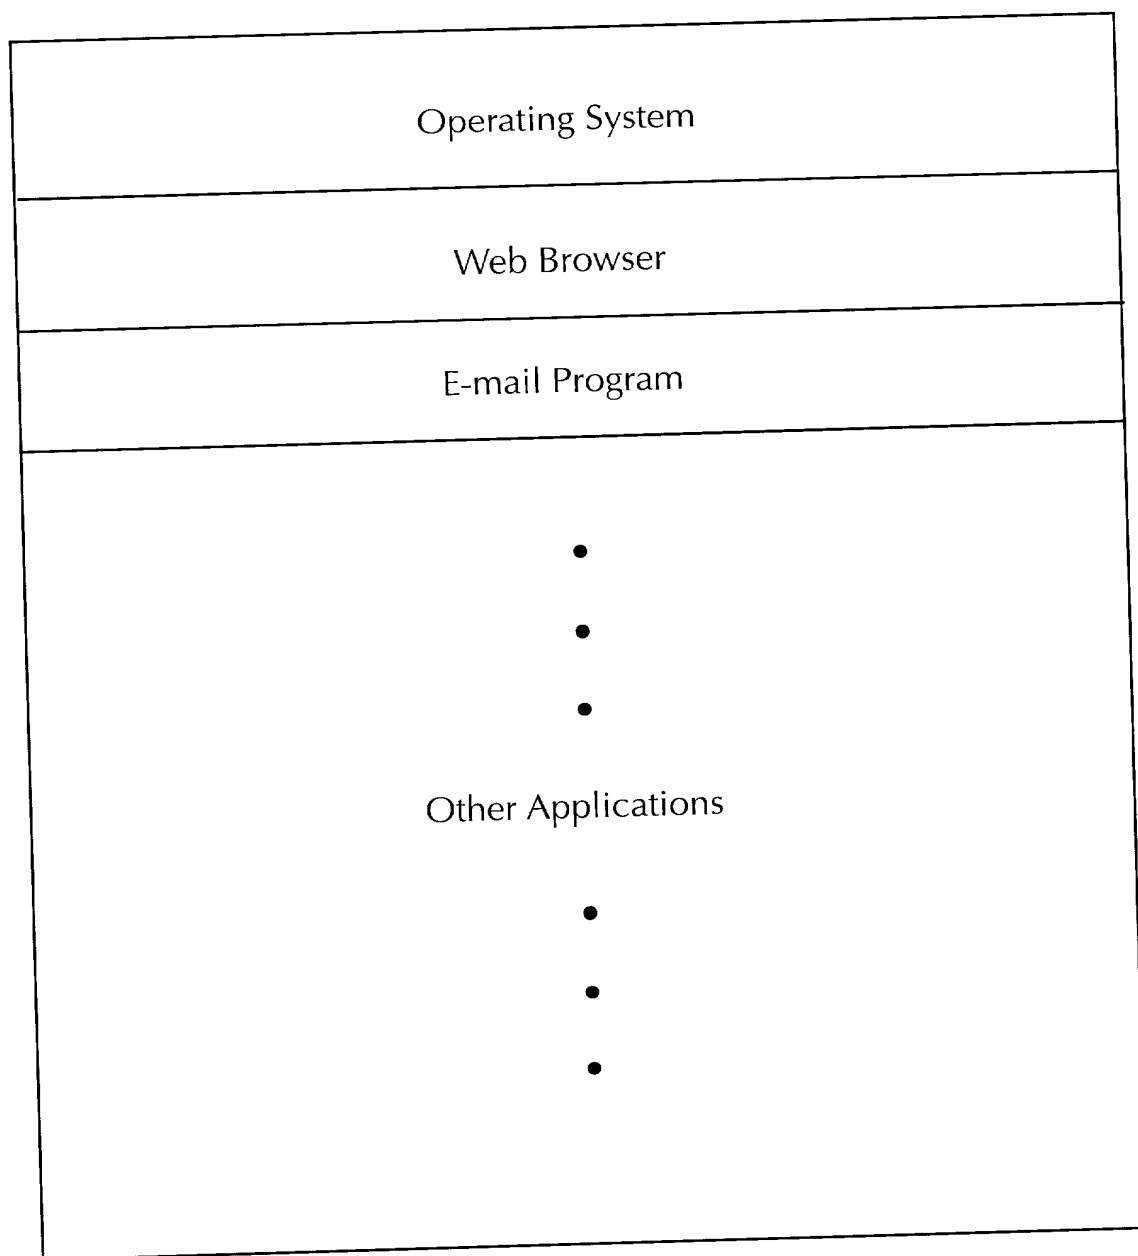 Operating System
Web Browser
E-mail Program
Other Applications